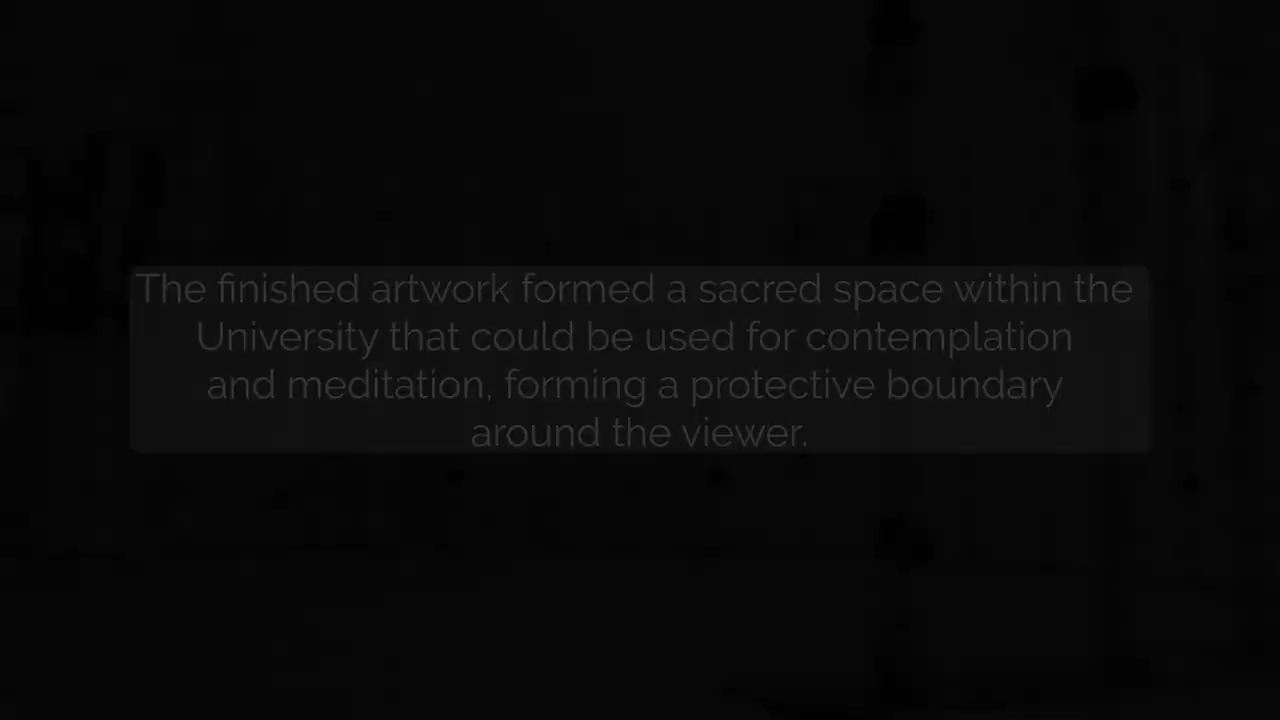 The finished artwork formed a sacred space within the
University that could be used for contemplation
and meditation, forming a protective boundary
around the viewer.